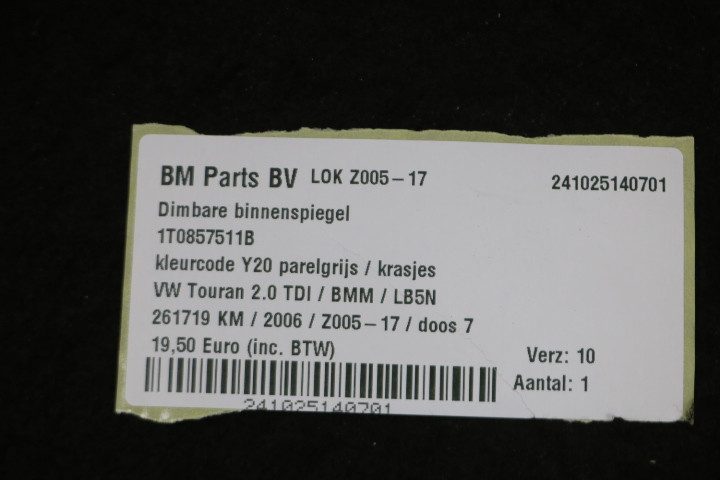 BM Parts BV LOK Z005-17 241025140701
Dimbare binnenspiegel
1T0857511B
kleurcode Y20 parelgrijs / krasjes
VW Touran 2.0 TDI / BMM / LB5N
261719 KM / 2006 / Z005-17 / doos 7
19,50 Euro (inc. BTW) Verz: 10
Aantal: 1
241025140701